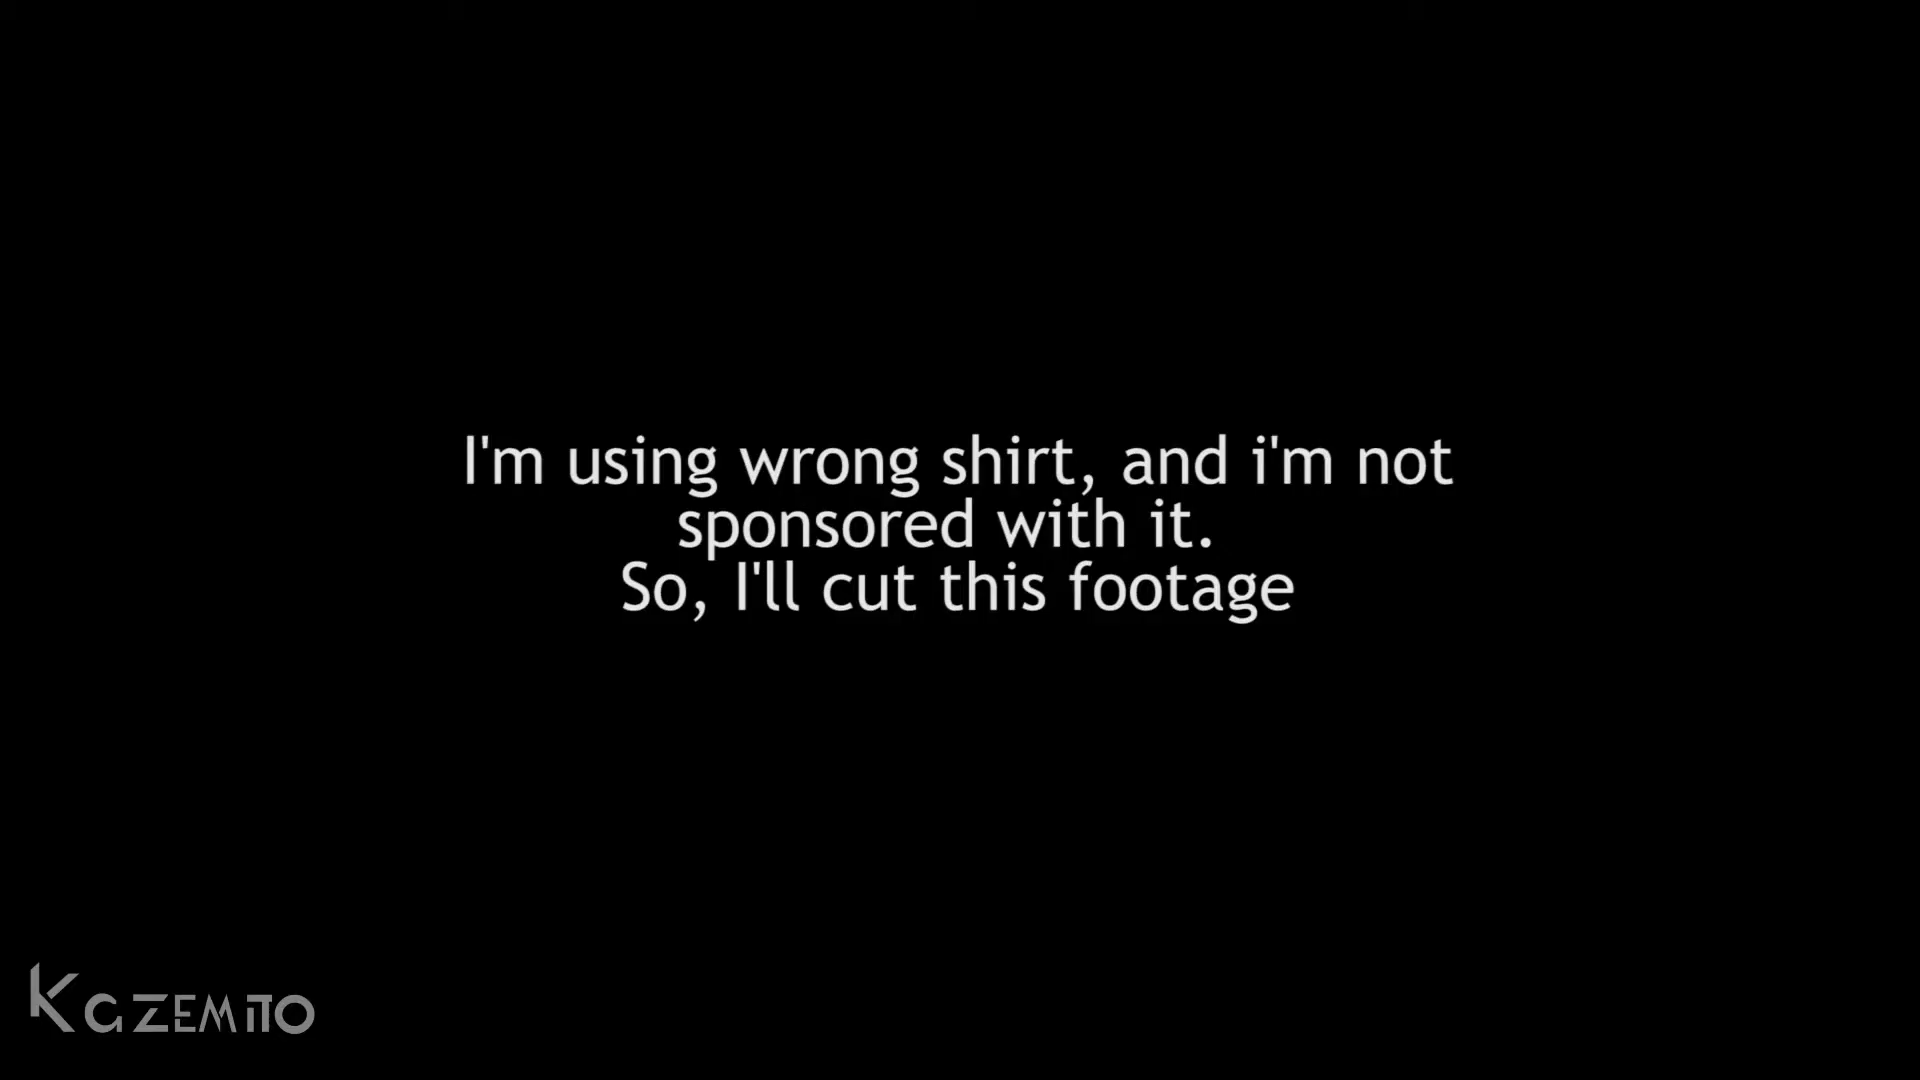 I'm using wrong shirt, and i'm not
sponsored with it.
So, I'll cut this footage
KaZEMITO